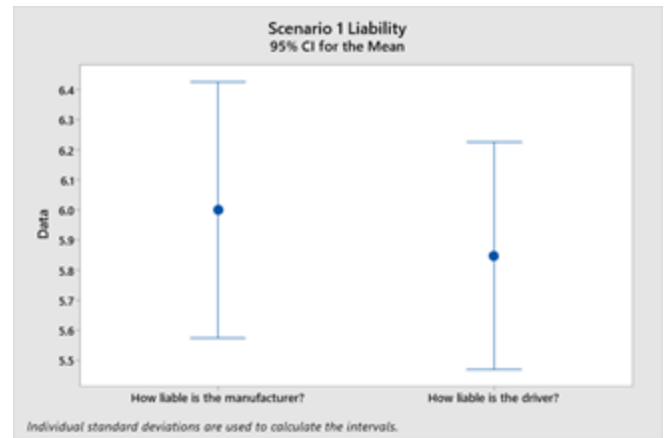 Scenario 1 Liability
95% CI for the Mean
Data
6.4
6.3
6.2
6.1
6.0
5.9
5.8
5.7
5.6
5.5
How liable is the manufacturer?
How liable is the driver?
Individual standard deviations are used to calculate the intervals.